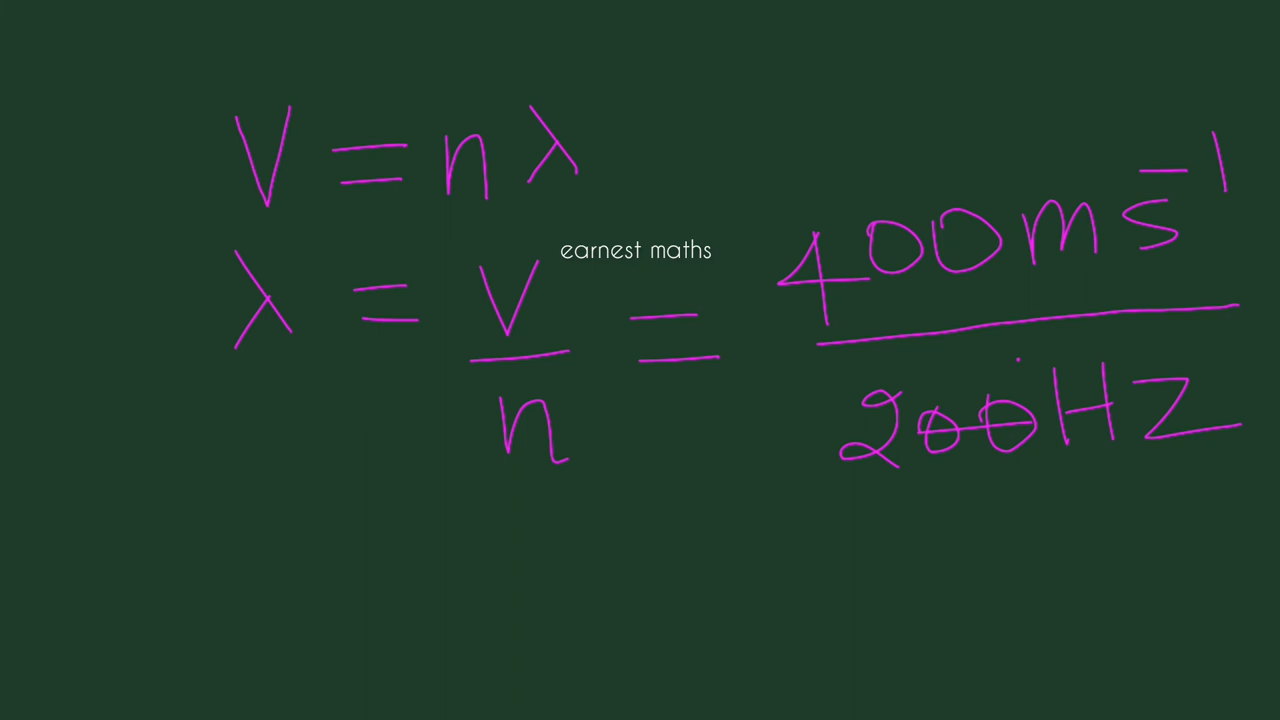 V = nλ
earnest maths
λ = V/n = 400ms⁻¹/200HZ